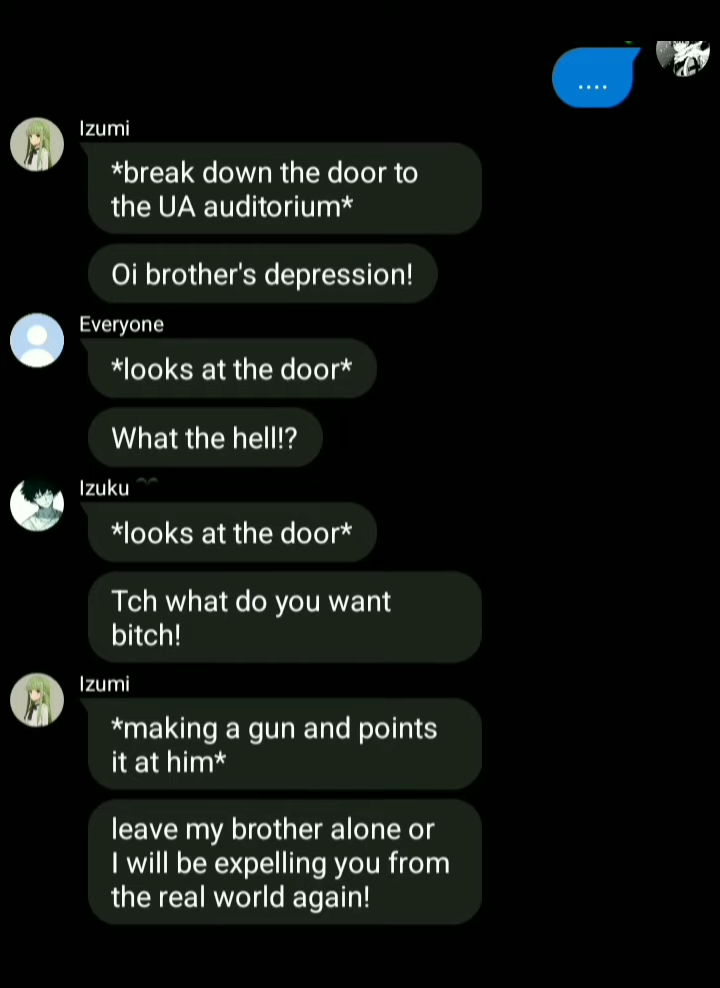 ....
Izumi
*break down the door to
the UA auditorium*
Oi brother's depression!
Everyone
*looks at the door*
What the hell!?
Izuku
*looks at the door*
Tch what do you want
bitch!
Izumi
*making a gun and points
it at him*
leave my brother alone or
I will be expelling you from
the real world again!